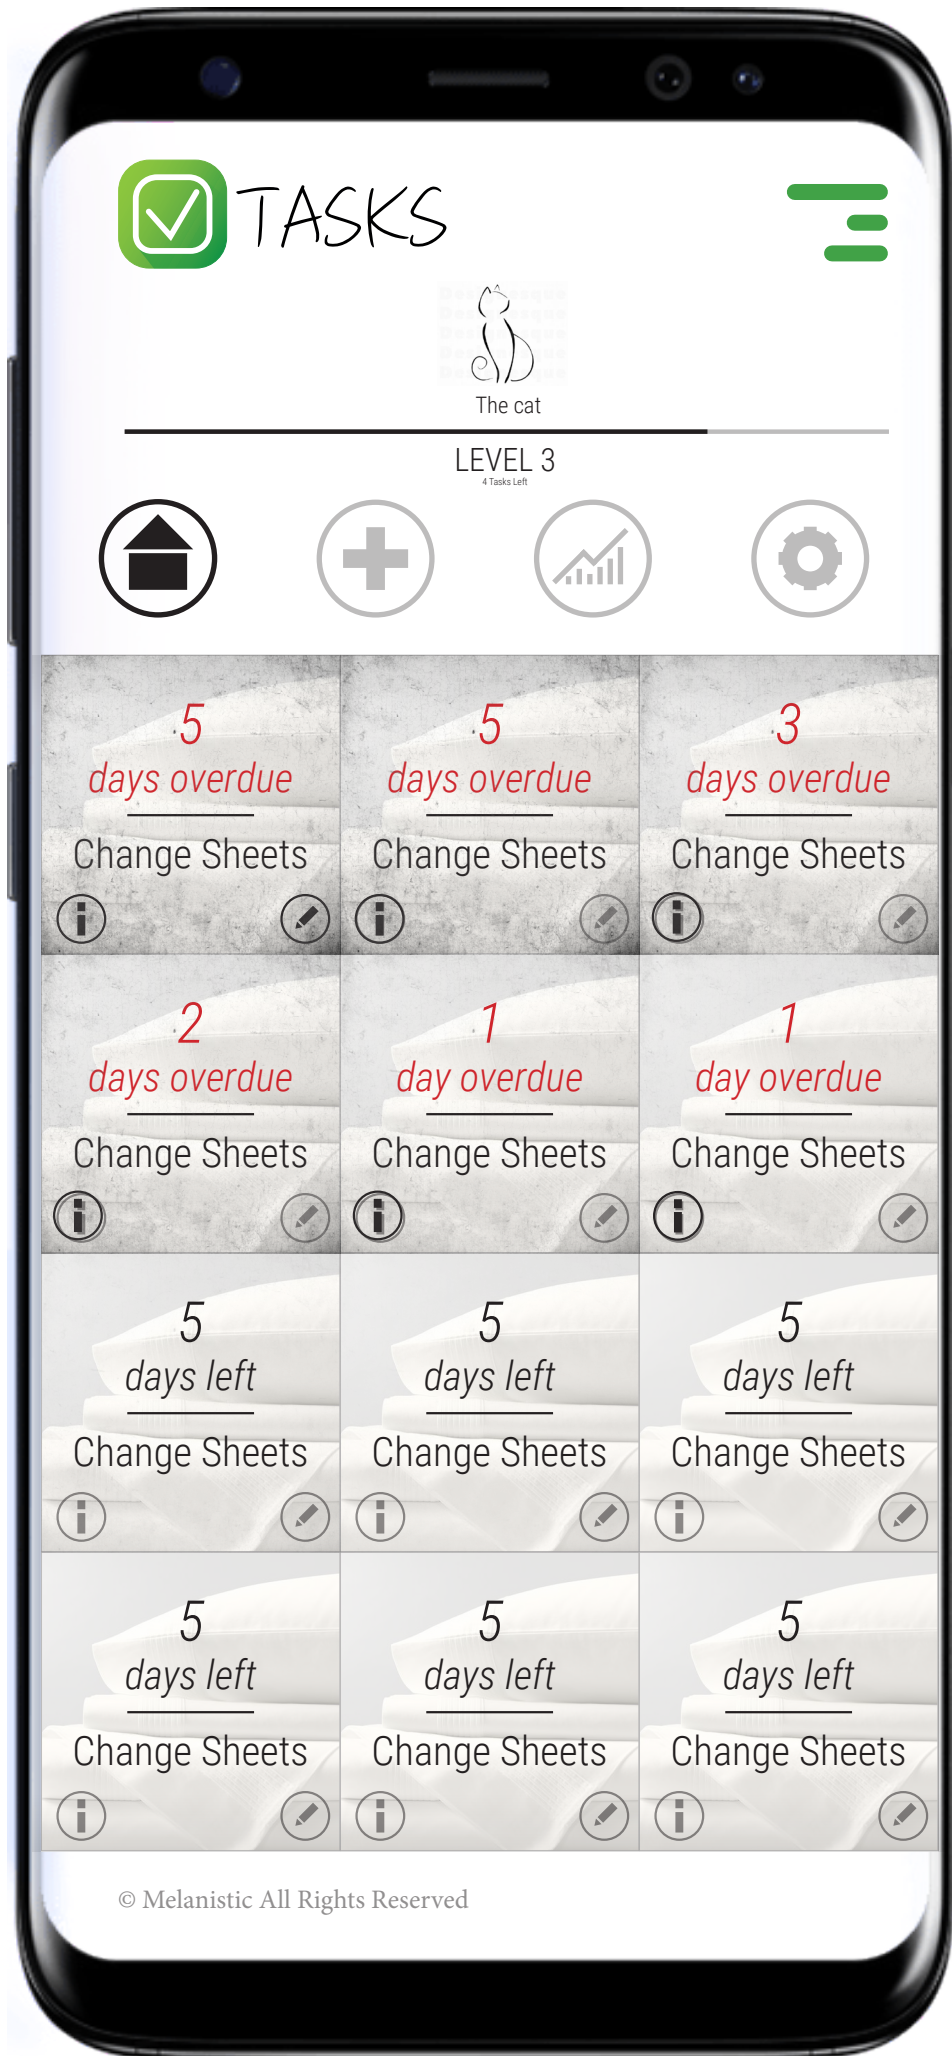 TASKS
The cat
LEVEL 3
4 Tasks Left
5 5 3
days overdue days overdue days overdue
Change Sheets Change Sheets Change Sheets
2 1 1
days overdue day overdue day overdue
Change Sheets Change Sheets Change Sheets
5 5 5
days left days left days left
Change Sheets Change Sheets Change Sheets
5 5 5
days left days left days left
Change Sheets Change Sheets Change Sheets
© Melanistic All Rights Reserved